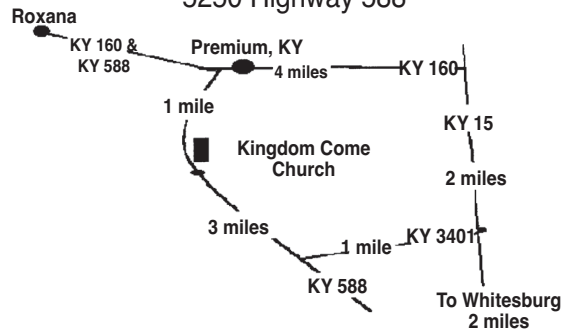 5250 Highway 588
Roxana
KY 160 &
KY 588
Premium, KY
4 miles
KY 160
1 mile
KY 15
Kingdom Come
Church
2 miles
3 miles
1 mile
KY 3401
KY 588
To Whitesburg
2 miles